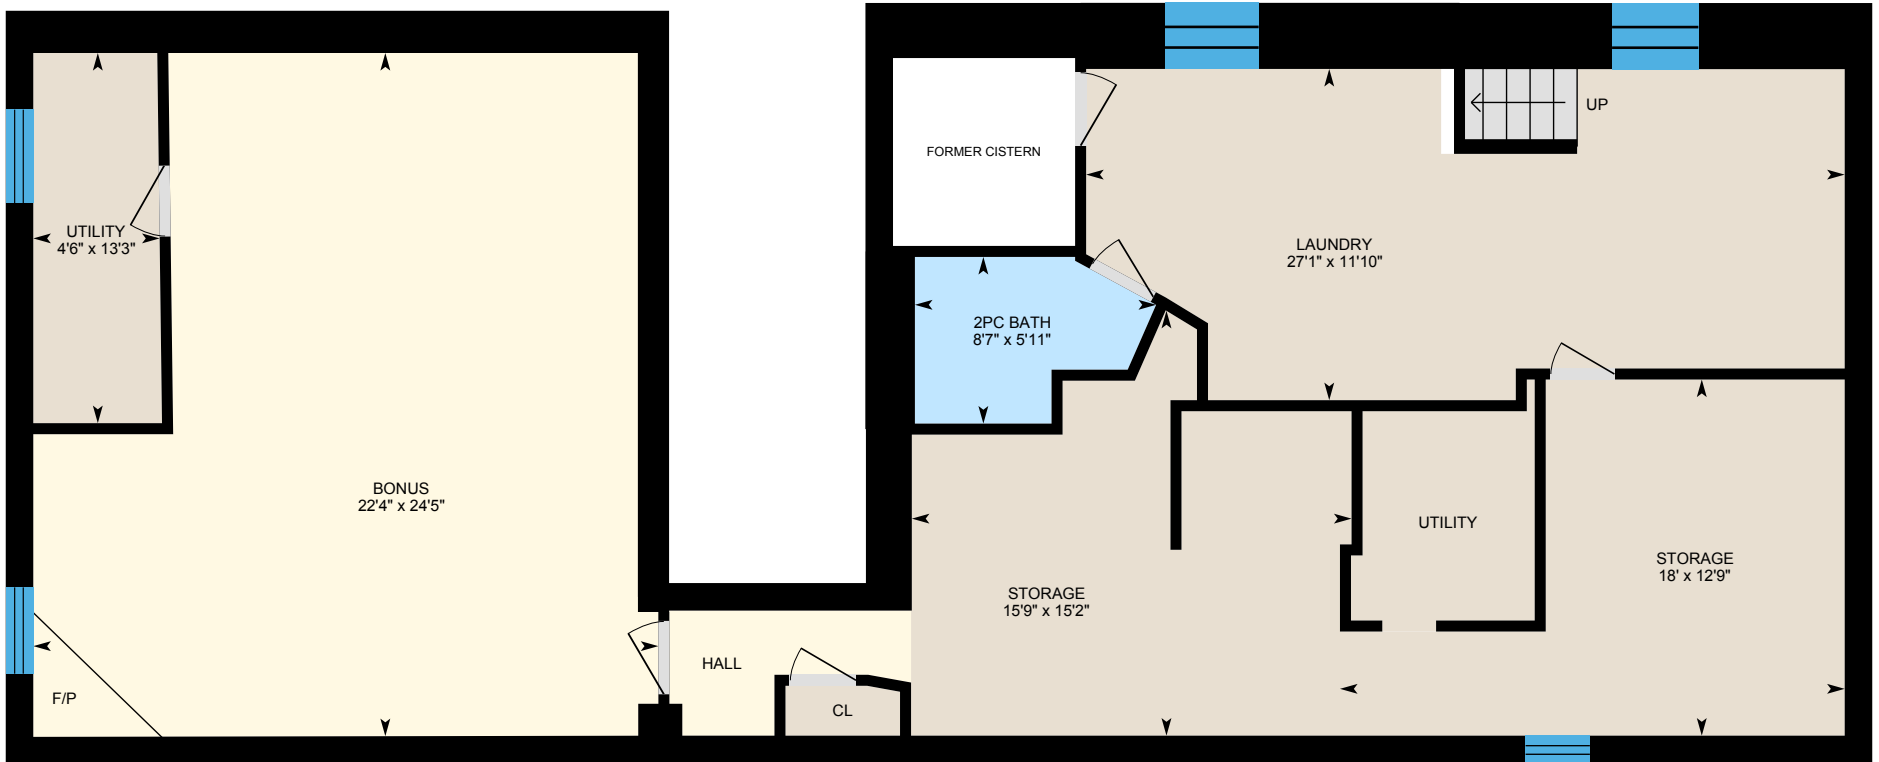 UTILITY
4'6" x 13'3"
BONUS
22'4" x 24'5"
F/P
HALL
CL
FORMER CISTERN
2PC BATH
8'7" x 5'11"
LAUNDRY
27'1" x 11'10"
UP
STORAGE
15'9" x 15'2"
UTILITY
STORAGE
18' x 12'9"